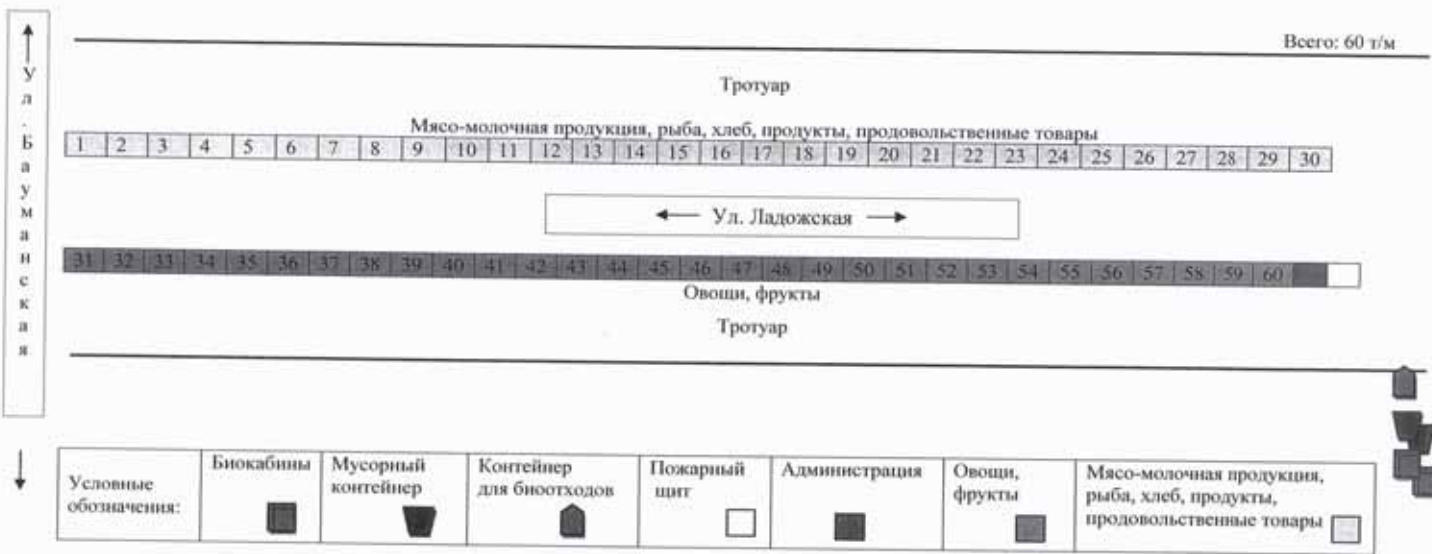 Всего: 60 т/м
Ул. Бауманская
Тротуар
Мясо-молочная продукция, рыба, хлеб, продукты, продовольственные товары
1 2 3 4 5 6 7 8 9 10 11 12 13 14 15 16 17 18 19 20 21 22 23 24 25 26 27 28 29 30
Ул. Ладожская
31 32 33 34 35 36 37 38 39 40 41 42 43 44 45 46 47 48 49 50 51 52 53 54 55 56 57 58 59 60
Овощи, фрукты
Тротуар
Условные
обозначения:
Биокабины
Мусорный
контейнер
Контейнер
для биоотходов
Пожарный
щит
Администрация
Овощи,
фрукты
Мясо-молочная продукция,
рыба, хлеб, продукты,
продовольственные товары